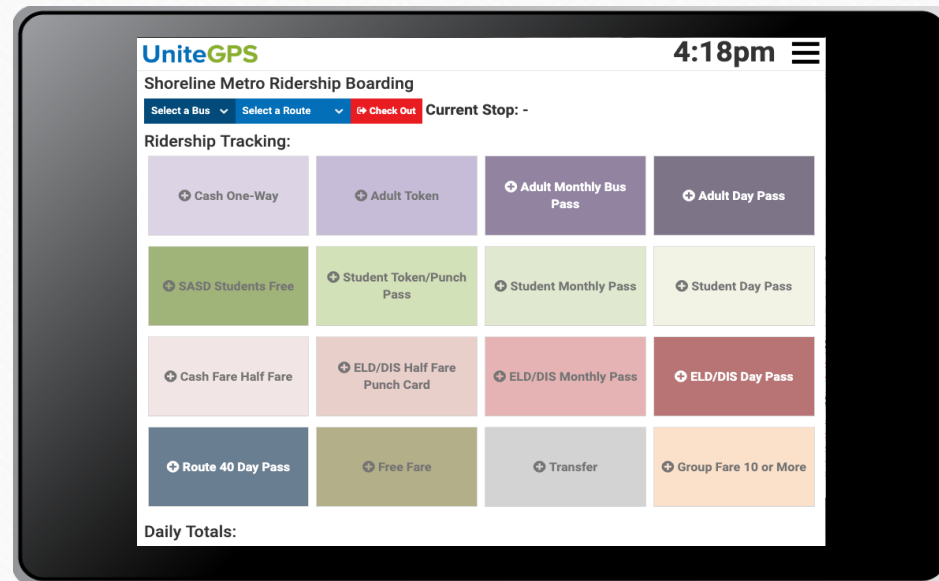 UniteGPS
4:18pm
Shoreline Metro Ridership Boarding
Select a Bus
Select a Route
Check Out
Current Stop: -
Ridership Tracking:
Cash One-Way
Adult Token
Adult Monthly Bus
Pass
Adult Day Pass
SASD Students Free
Student Token/Punch
Pass
Student Monthly Pass
Student Day Pass
Cash Fare Half Fare
ELD/DIS Half Fare
Punch Card
ELD/DIS Monthly Pass
ELD/DIS Day Pass
Route 40 Day Pass
Free Fare
Transfer
Group Fare 10 or More
Daily Totals: